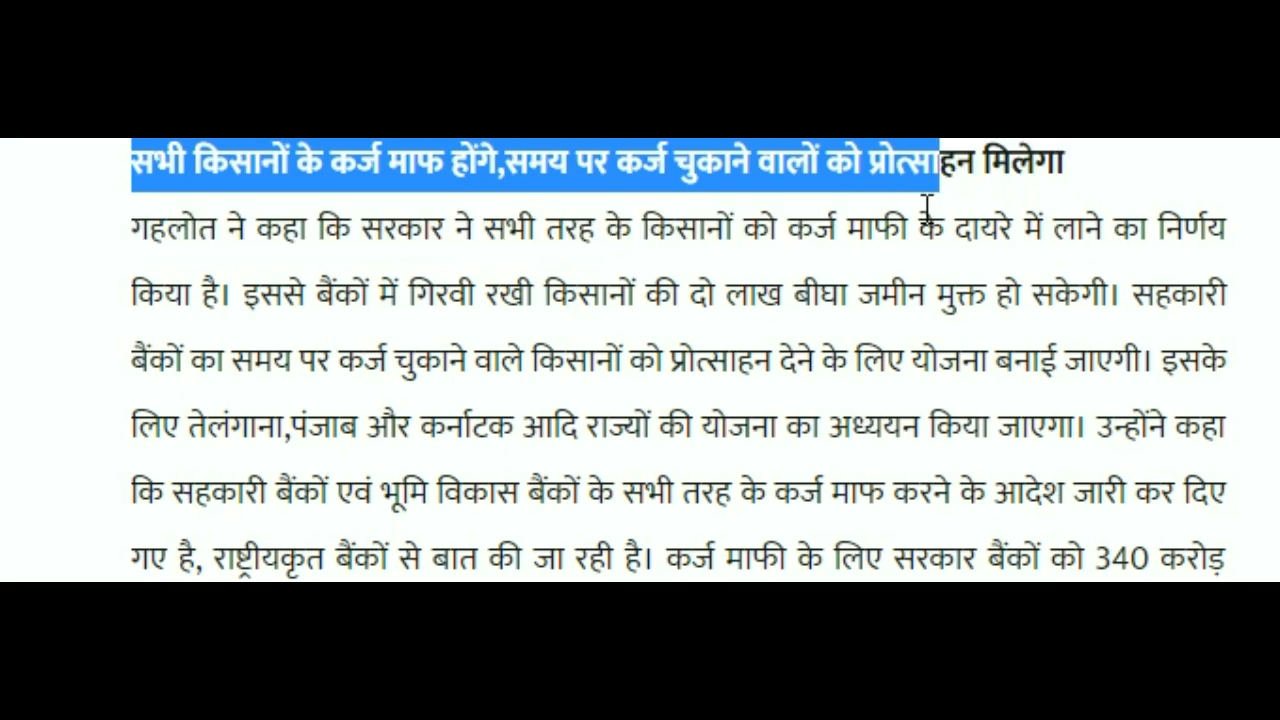 सभी किसानों के कर्ज माफ होंगे,समय पर कर्ज चुकाने वालों को प्रोत्साहन मिलेगा
गहलोत ने कहा कि सरकार ने सभी तरह के किसानों को कर्ज माफी के दायरे में लाने का निर्णय
किया है। इससे बैंकों में गिरवी रखी किसानों की दो लाख बीघा जमीन मुक्त हो सकेगी। सहकारी
बैंकों का समय पर कर्ज चुकाने वाले किसानों को प्रोत्साहन देने के लिए योजना बनाई जाएगी। इसके
लिए तेलंगाना,पंजाब और कर्नाटक आदि राज्यों की योजना का अध्ययन किया जाएगा। उन्होंने कहा
कि सहकारी बैंकों एवं भूमि विकास बैंकों के सभी तरह के कर्ज माफ करने के आदेश जारी कर दिए
गए है, राष्ट्रीयकृत बैंकों से बात की जा रही है। कर्ज माफी के लिए सरकार बैंकों को 340 करोड़